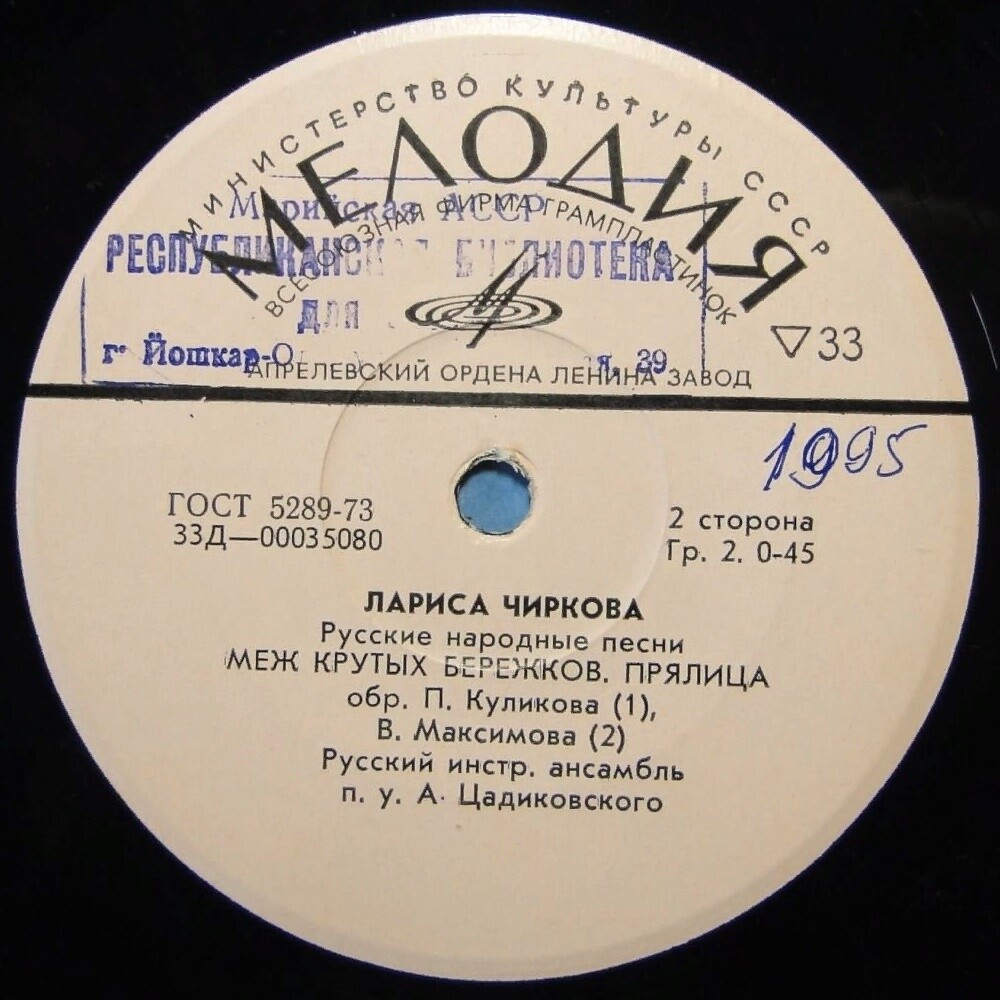 МИНИСТЕРСТВО КУЛЬТУРЫ СССР
МЕЛОДИЯ
ВСЕСОЮЗНАЯ ФИРМА ГРАМПЛАСТИНОК
Марийская АССР
БИБЛИОТЕКА
для
г. Йошкар-О
я, 39
▽33
АПРЕЛЕВСКИЙ ОРДЕНА ЛЕНИНА ЗАВОД
1995
ГОСТ 5289-73
33Д—00035080
2 сторона
Гр. 2. 0-45
ЛАРИСА ЧИРКОВА
Русские народные песни
МЕЖ КРУТЫХ БЕРЕЖКОВ. ПРЯЛИЦА
обр. П. Куликова (1),
В. Максимова (2)
Русский инстр. ансамбль
п. у. А. Цадиковского